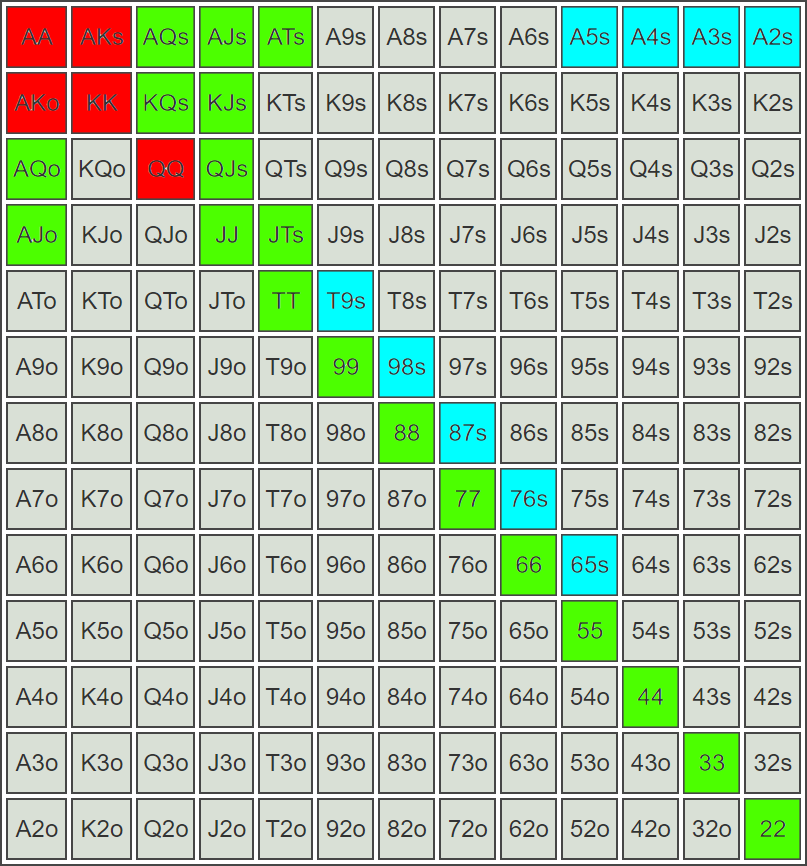 AA AKs AQs AJs ATs A9s A8s A7s A6s A5s A4s A3s A2s
AKo KK KQs KJs KTs K9s K8s K7s K6s K5s K4s K3s K2s
AQo KQo QQ QJs QTs Q9s Q8s Q7s Q6s Q5s Q4s Q3s Q2s
AJo KJo QJo JJ JTs J9s J8s J7s J6s J5s J4s J3s J2s
ATo KTo QTo JTo TT T9s T8s T7s T6s T5s T4s T3s T2s
A9o K9o Q9o J9o T9o 99 98s 97s 96s 95s 94s 93s 92s
A8o K8o Q8o J8o T8o 98o 88 87s 86s 85s 84s 83s 82s
A7o K7o Q7o J7o T7o 97o 87o 77 76s 75s 74s 73s 72s
A6o K6o Q6o J6o T6o 96o 86o 76o 66 65s 64s 63s 62s
A5o K5o Q5o J5o T5o 95o 85o 75o 65o 55 54s 53s 52s
A4o K4o Q4o J4o T4o 94o 84o 74o 64o 54o 44 43s 42s
A3o K3o Q3o J3o T3o 93o 83o 73o 63o 53o 43o 33 32s
A2o K2o Q2o J2o T2o 92o 82o 72o 62o 52o 42o 32o 22